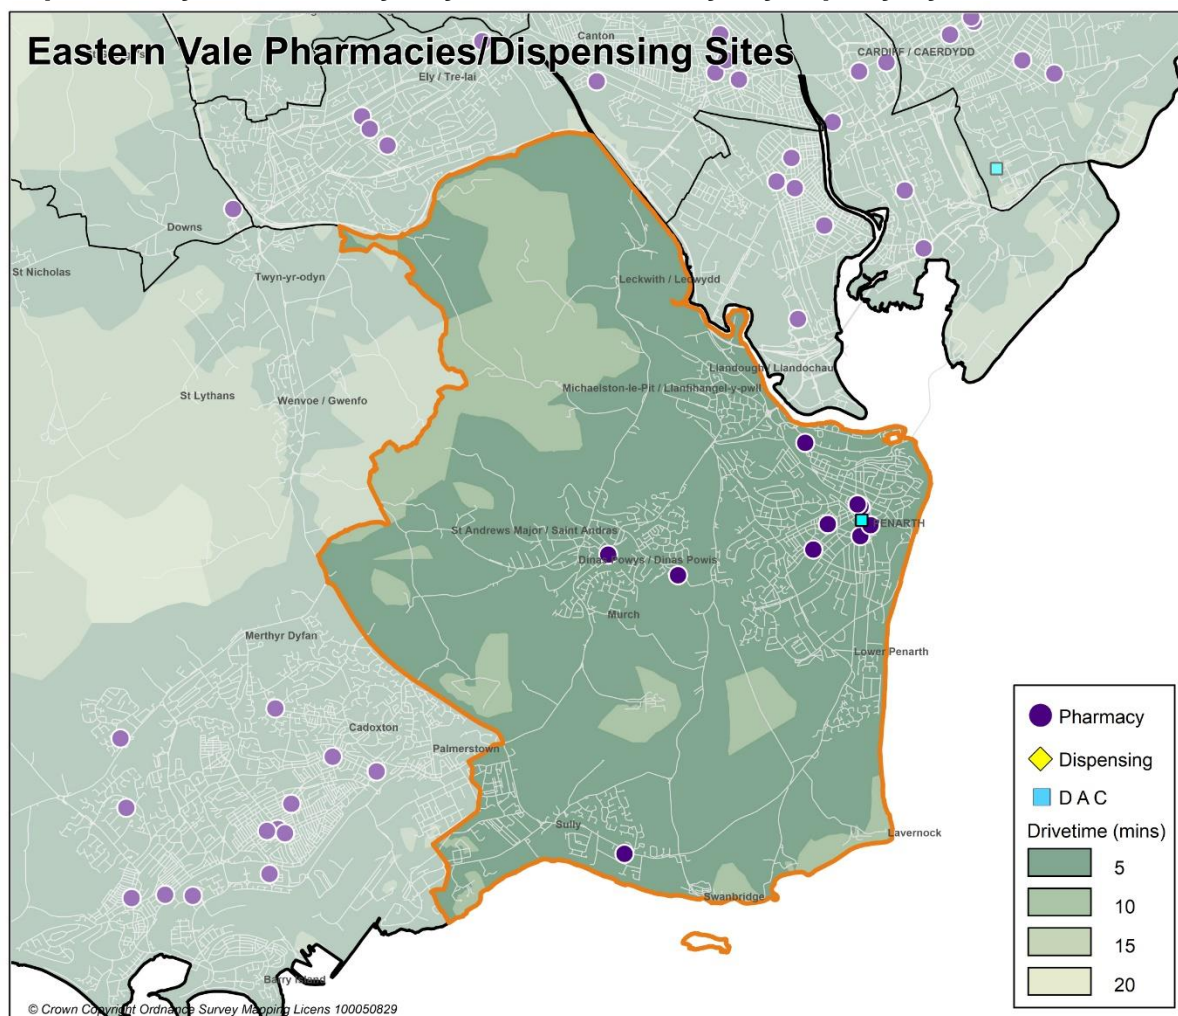 Eastern Vale Pharmacies/Dispensing Sites
Canton
CARDIFF / CAERDYDD
Ely / Tre-lai
Downs
St Nicholas
Twyn-yr-odyn
Leckwith / Lecwydd
Llandough / Llandochau
Michaelston-le-Pit / Llanfihangel-y-pwll
St Lythans
Wenvoe / Gwenfo
St Andrews Major / Saint Andras
PENARTH
Dinas Powys / Dinas Powis
Murch
Merthyr Dyfan
Lower Penarth
Cadoxton
Palmerstown
Sully
Lavernock
Swanbridge
Barry Island
Pharmacy
Dispensing
D A C
Drivetime (mins)
5
10
15
20
© Crown Copyright Ordnance Survey Mapping Licens 100050829